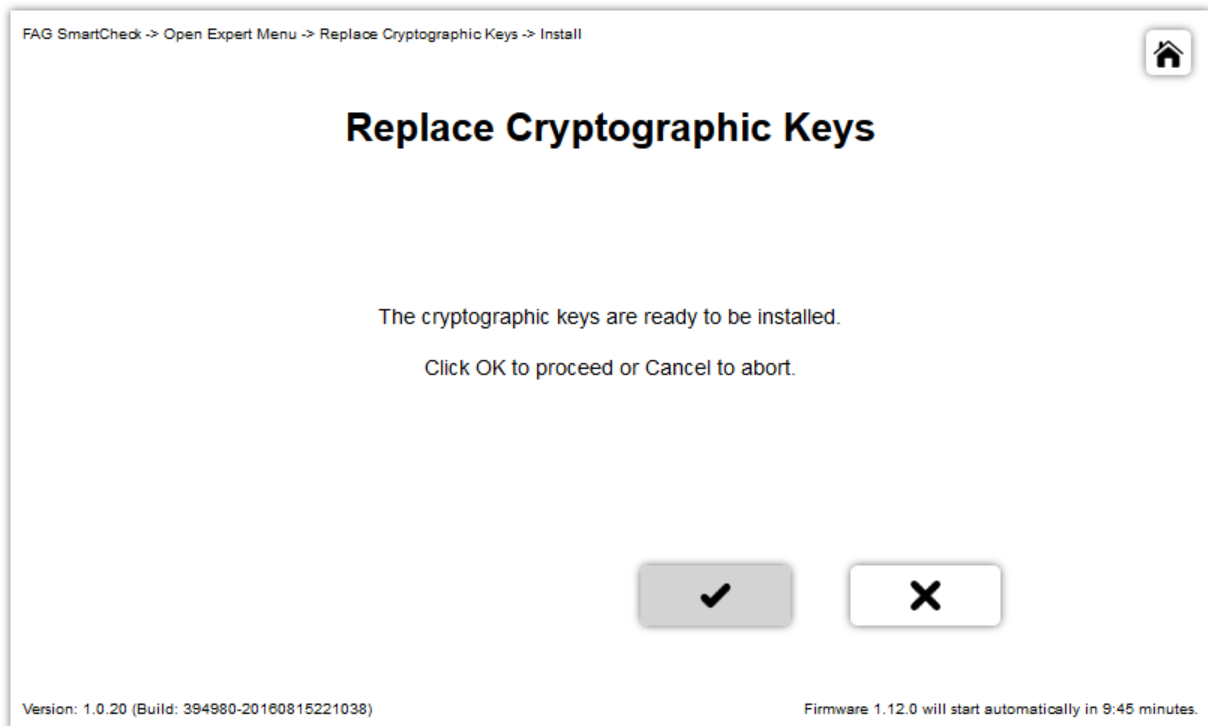 FAG SmartCheck -> Open Expert Menu -> Replace Cryptographic Keys -> Install
Replace Cryptographic Keys
The cryptographic keys are ready to be installed.
Click OK to proceed or Cancel to abort.
Version: 1.0.20 (Build: 394980-20160815221038)
Firmware 1.12.0 will start automatically in 9:45 minutes.